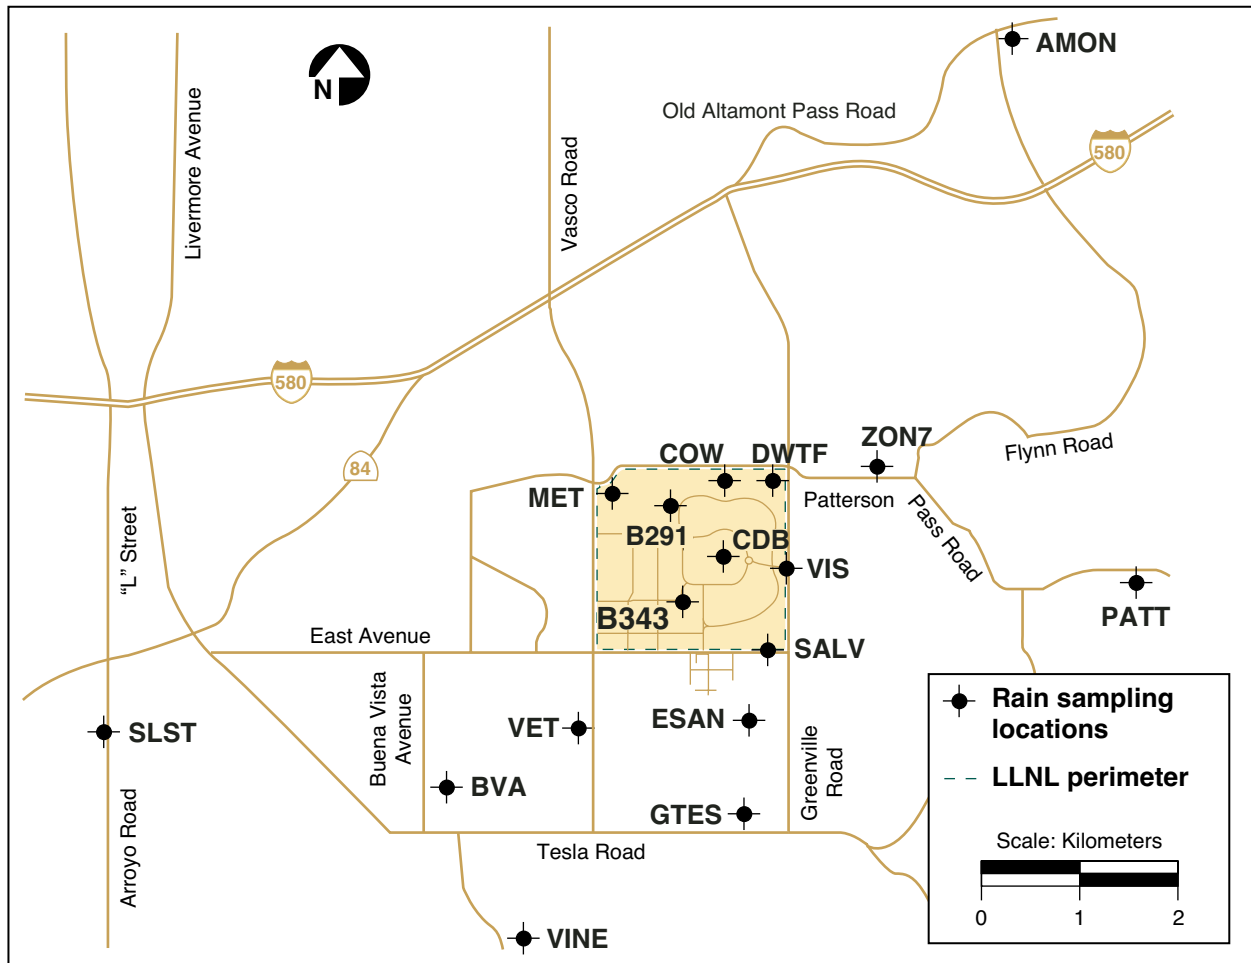 AMON
Old Altamont Pass Road
580
N
Livermore Avenue
Vasco Road
580
ZON7
COW
DWTF
Flynn Road
84
MET
Patterson
Pass Road
B291
CDB
VIS
"L" Street
B343
PATT
East Avenue
SALV
SLST
Buena Vista
Avenue
VET
ESAN
BVA
GTES
Greenville
Road
Arroyo Road
Tesla Road
VINE
Rain sampling
locations
LLNL perimeter
Scale: Kilometers
0 1 2